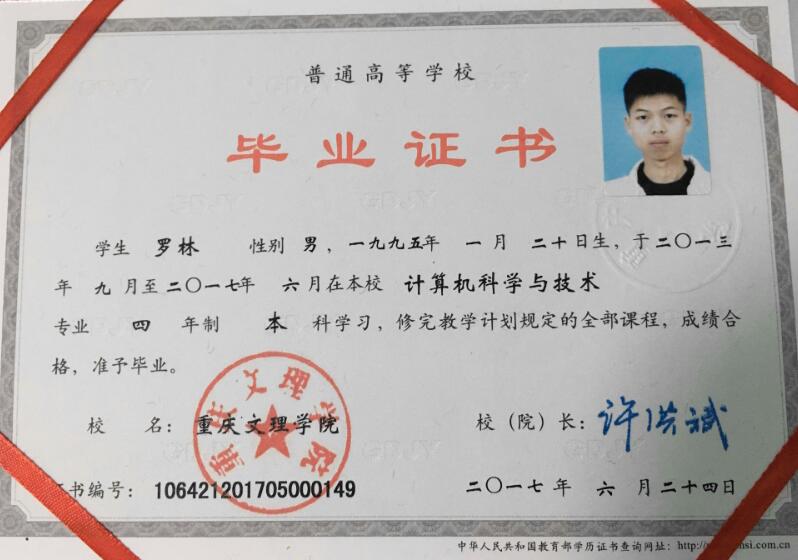 普通高等学校
毕业证书
学生 罗林 性别 男，一九九五年 一 月 二十日生，于二〇一三
年 九 月至二〇一七年 六 月在本校 计算机科学与技术
专业 四 年制 本 科学习，修完教学计划规定的全部课程，成绩合
格，准予毕业。
重庆文理学院
校 名：重庆文理学院
校（院）长：许洪斌
证书编号：106421201705000149
二〇一七年 六 月二十四日
中华人民共和国教育部学历证书查询网址：http://
si.com.cn